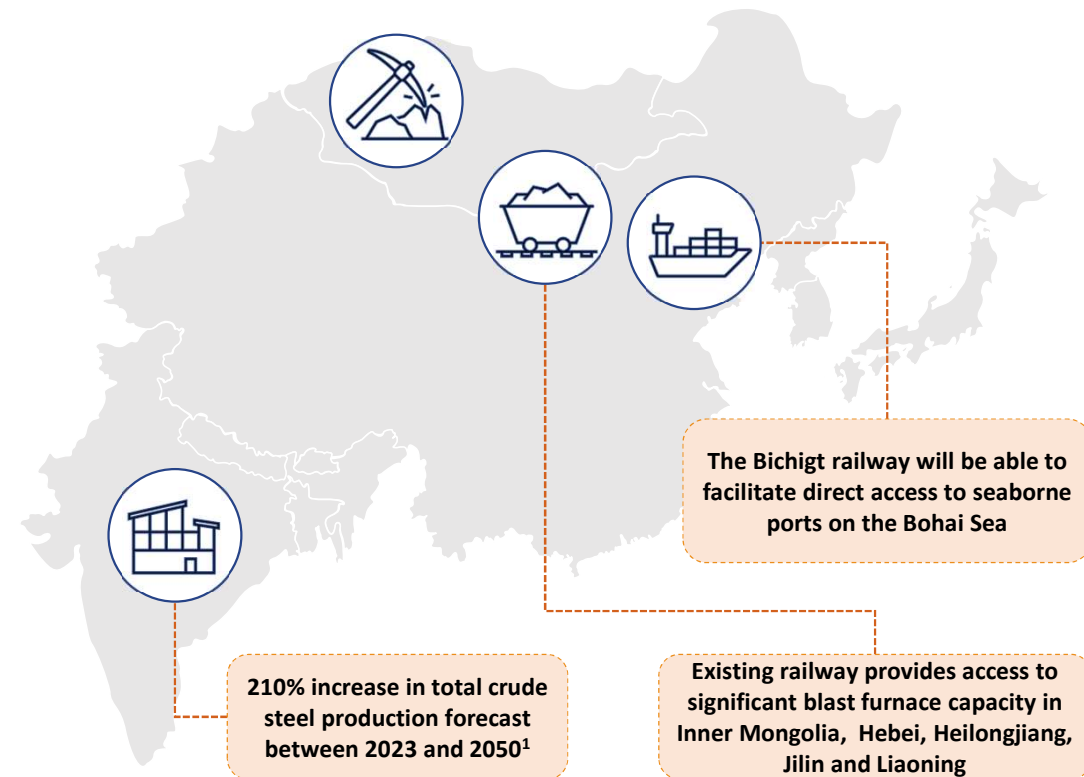 The Bichigt railway will be able to
facilitate direct access to seaborne
ports on the Bohai Sea
210% increase in total crude
steel production forecast
between 2023 and 2050¹
Existing railway provides access to
significant blast furnace capacity in
Inner Mongolia, Hebei, Heilongjiang,
Jilin and Liaoning